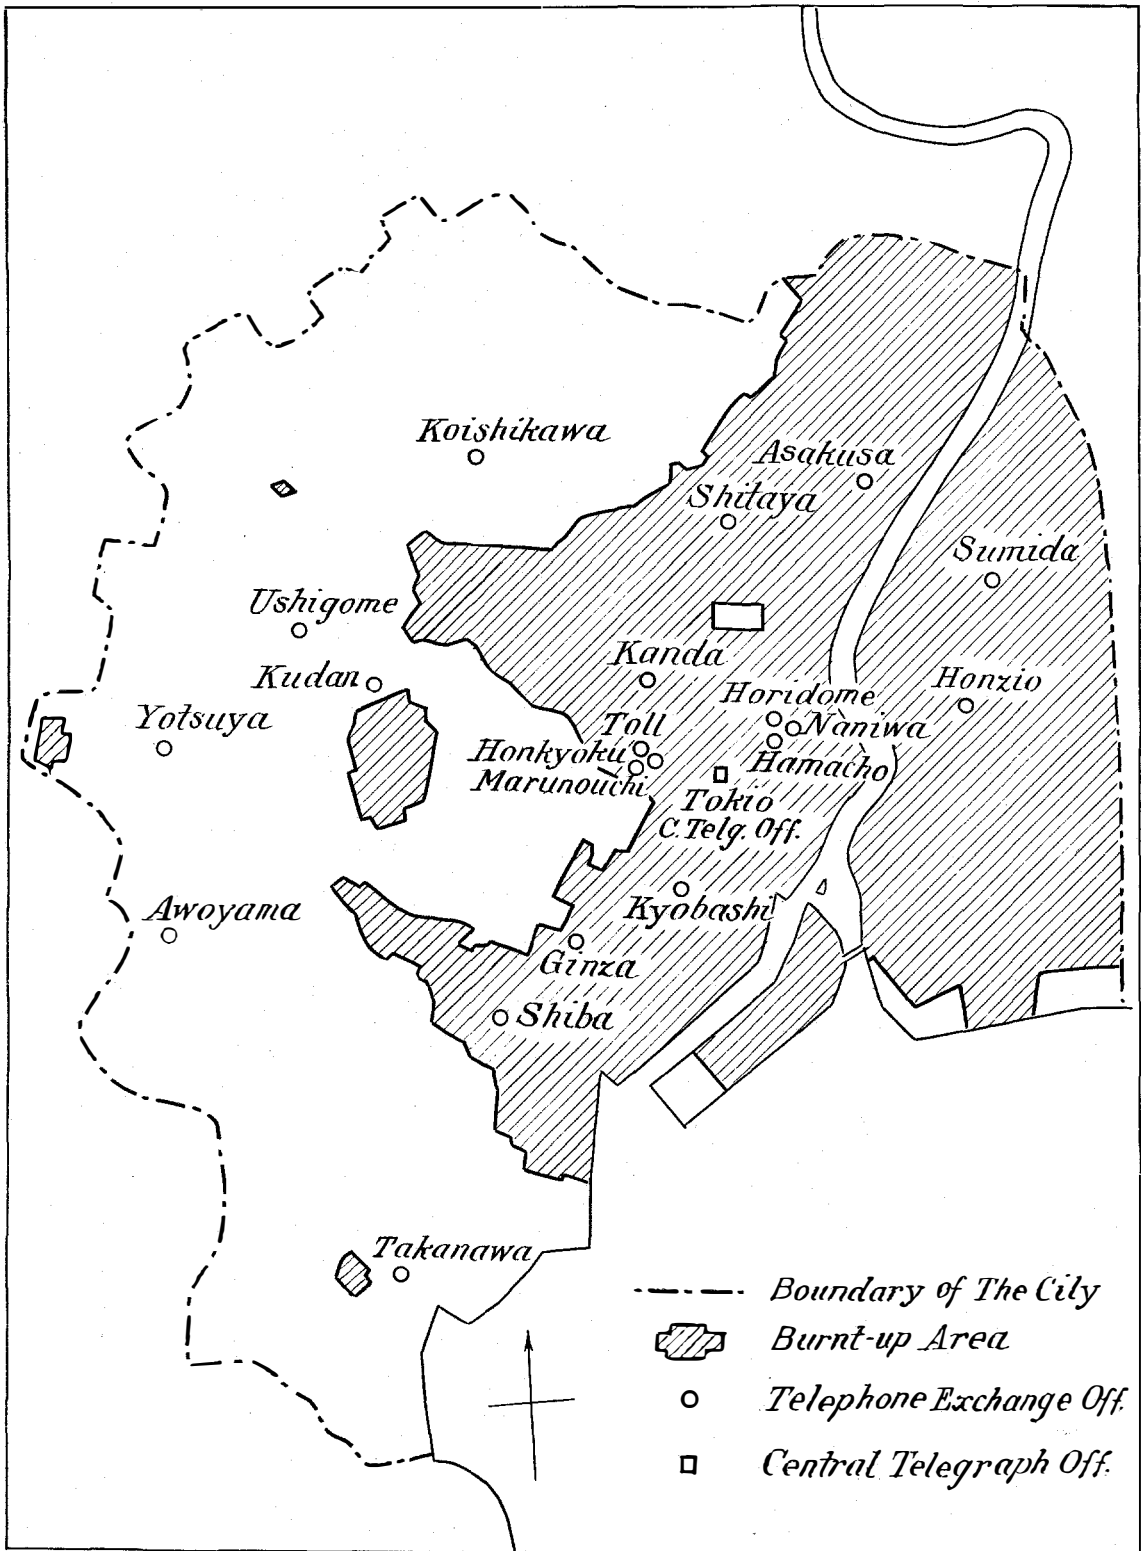 Koishikawa
Asakusa
Shitaya
Sumida
Ushigome
Kanda
Kudan
Horidome
Honzio
Yotsuya
Toll
Naniwa
Honkyoku
Hamacho
Marunouchi
Tokio
C. Telg. Off.
Awoyama
Kyobashi
Ginza
Shiba
Takanawa
Boundary of The Cily
Burnt-up Area
Telephone Exchange Off.
Central Telegraph Off.